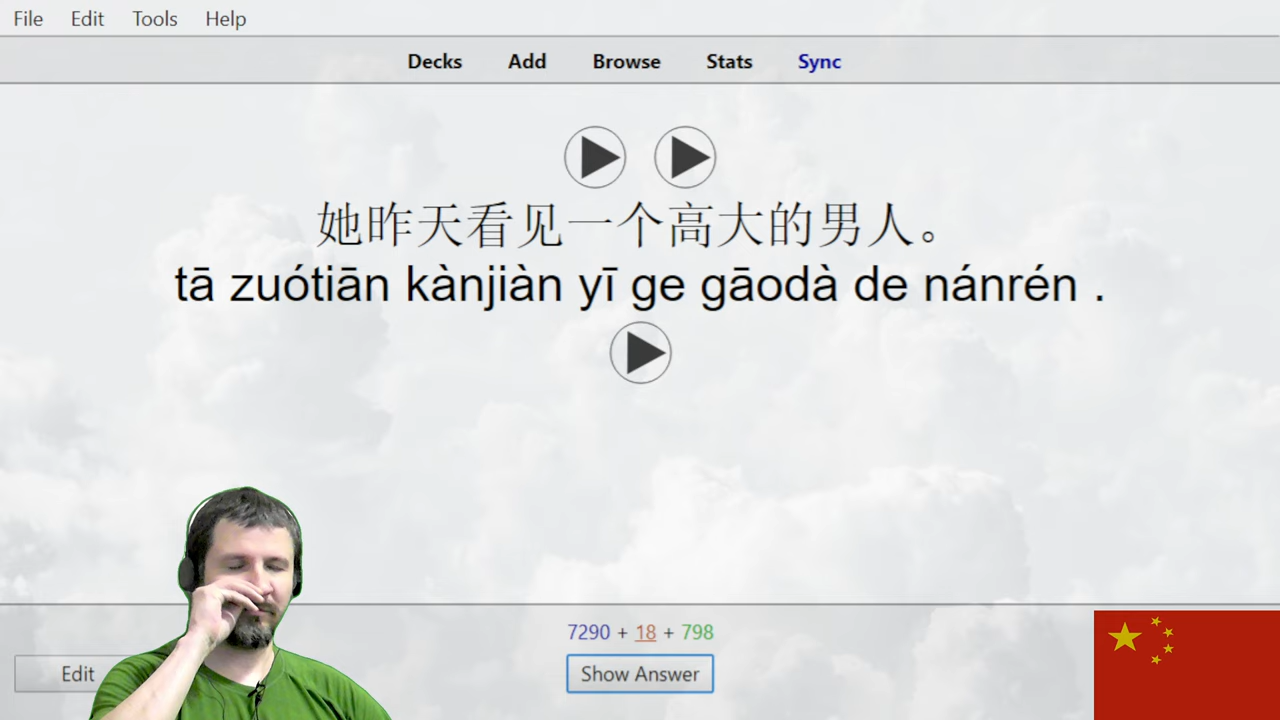 File Edit Tools Help
Decks Add Browse Stats Sync
她昨天看见一个高大的男人。
tā zuótiān kànjiàn yī ge gāodà de nánrén .
7290 + 18 + 798
Edit Show Answer